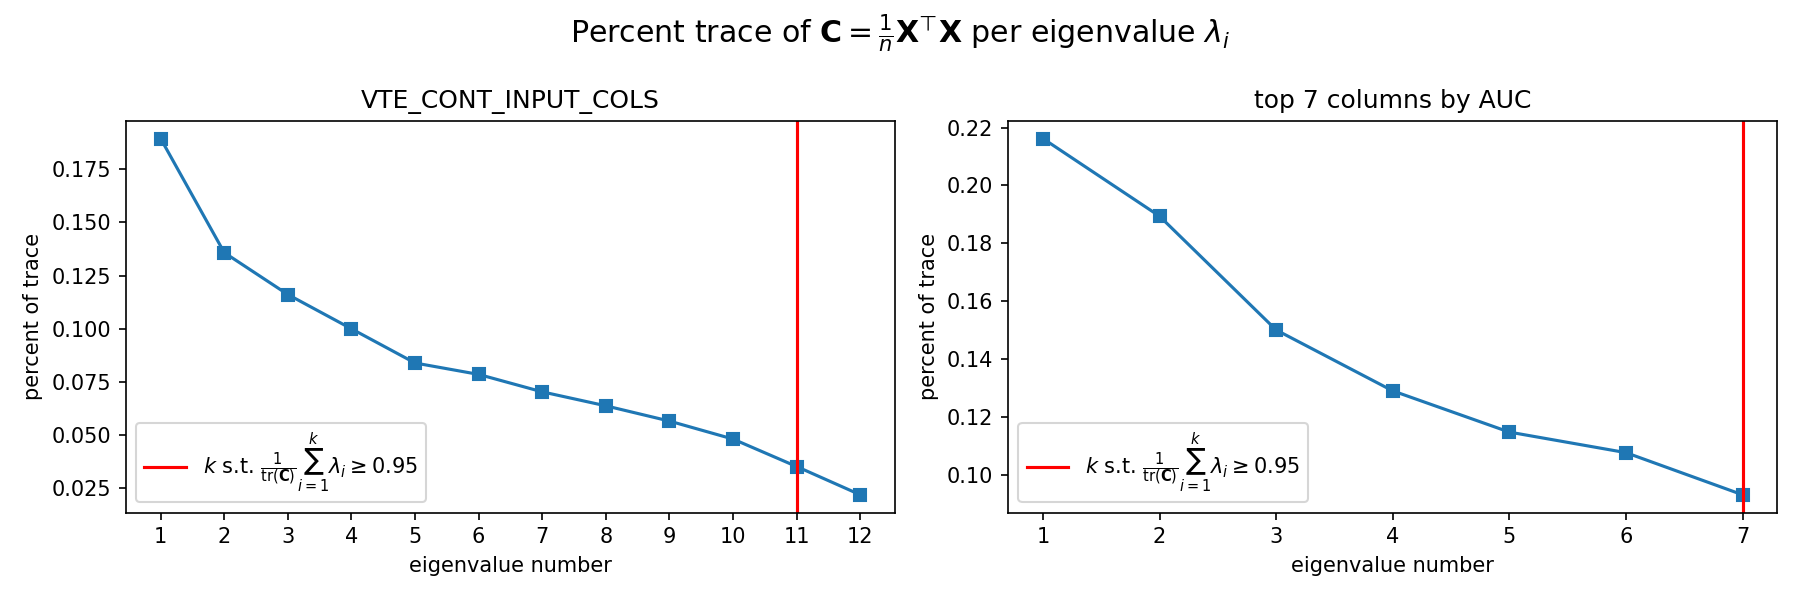 Percent trace of C = 1/n X⊤X per eigenvalue λi
VTE_CONT_INPUT_COLS
percent of trace
0.175
0.150
0.125
0.100
0.075
0.050
0.025
k s.t. 1/tr(C) ∑_{i=1}^{k} λi ≥ 0.95
1 2 3 4 5 6 7 8 9 10 11 12
eigenvalue number
top 7 columns by AUC
percent of trace
0.22
0.20
0.18
0.16
0.14
0.12
0.10
k s.t. 1/tr(C) ∑_{i=1}^{k} λi ≥ 0.95
1 2 3 4 5 6 7
eigenvalue number